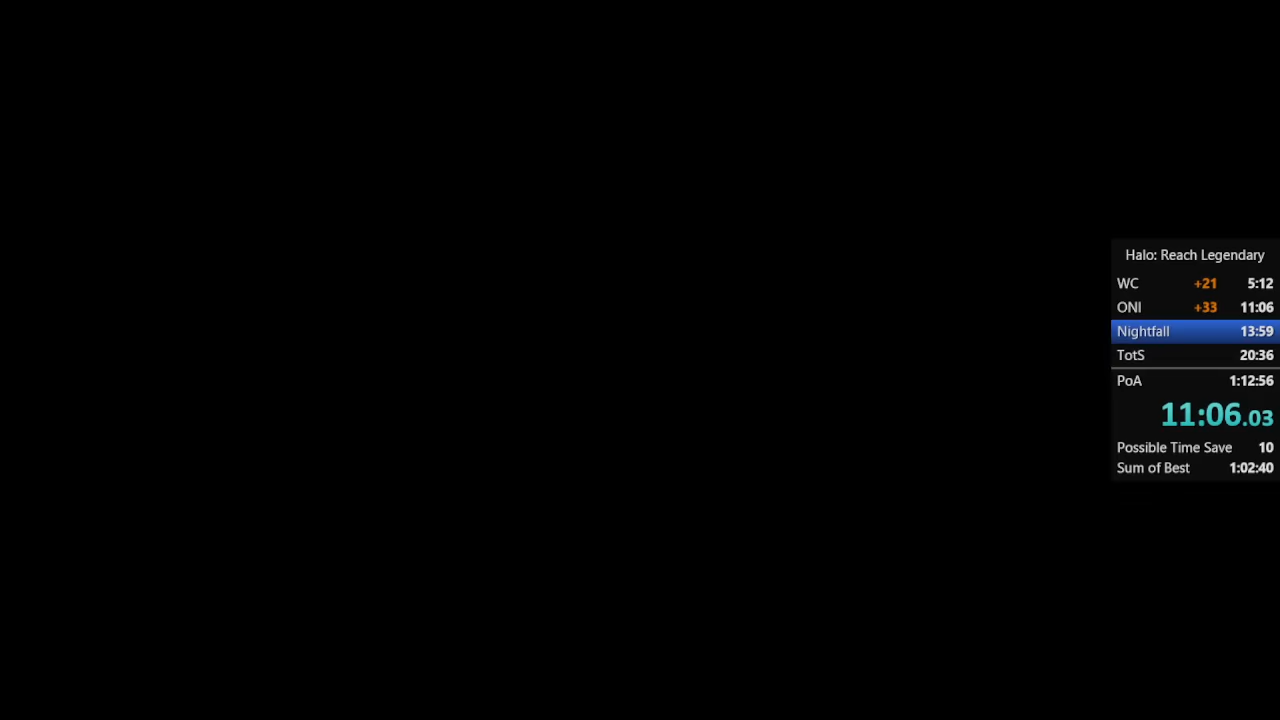 Halo: Reach Legendary
WC +21 5:12
ONI +33 11:06
Nightfall 13:59
TotS 20:36
PoA 1:12:56
11:06.03
Possible Time Save 10
Sum of Best 1:02:40